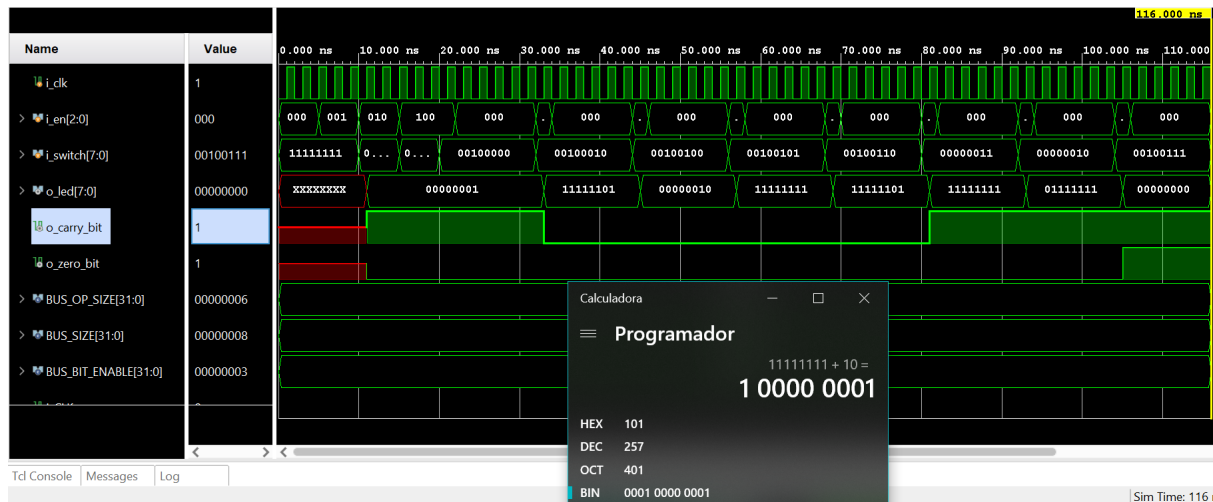 116.000 ns
Name Value
0.000 ns 10.000 ns 20.000 ns 30.000 ns 40.000 ns 50.000 ns 60.000 ns 70.000 ns 80.000 ns 90.000 ns 100.000 ns 110.000
i_clk 1
i_en[2:0] 000 000 001 010 100 000 . 000 . 000 . 000 . 000 . 000 . 000 . 000
i_switch[7:0] 00100111 11111111 0... 0... 00100000 00100010 00100100 00100101 00100110 00000011 00000010 00100111
o_led[7:0] 00000000 XXXXXXXX 00000001 11111101 00000010 11111111 11111101 11111111 01111111 00000000
o_carry_bit 1
o_zero_bit 1
BUS_OP_SIZE[31:0] 00000006
BUS_SIZE[31:0] 00000008
BUS_BIT_ENABLE[31:0] 00000003
Calculadora
Programador
11111111 + 10 =
1 0000 0001
HEX 101
DEC 257
OCT 401
BIN 0001 0000 0001
Tcl Console Messages Log
Sim Time: 116